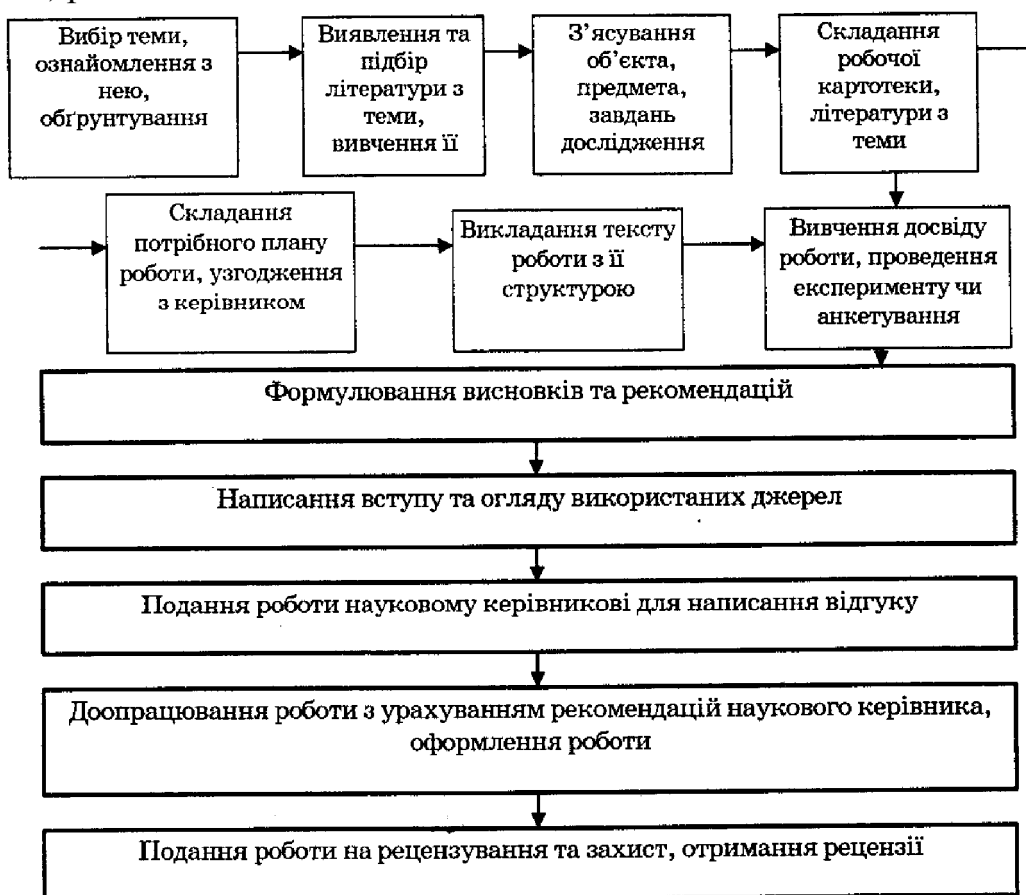 Вибір теми,
ознайомлення з
нею,
обґрунтування
Виявлення та
підбір
літератури з
теми,
вивчення її
З’ясування
об’єкта,
предмета,
завдань
дослідження
Складання
робочої
картотеки,
літератури з
теми
Складання
потрібного плану
роботи, узгодження
з керівником
Викладання тексту
роботи з її
структурою
Вивчення досвіду
роботи, проведення
експерименту чи
анкетування
Формулювання висновків та рекомендацій
Написання вступу та огляду використаних джерел
Подання роботи науковому керівникові для написання відгуку
Доопрацювання роботи з урахуванням рекомендацій наукового керівника,
оформлення роботи
Подання роботи на рецензування та захист, отримання рецензії